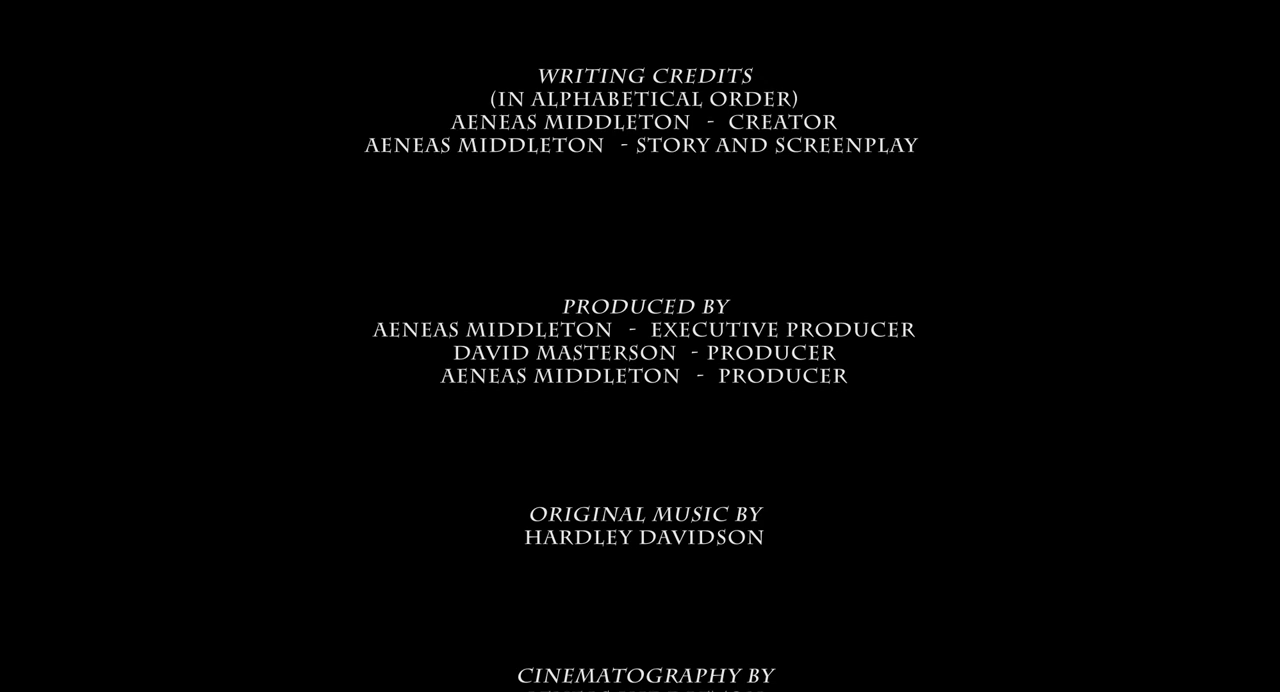 WRITING CREDITS
(IN ALPHABETICAL ORDER)
AENEAS MIDDLETON - CREATOR
AENEAS MIDDLETON - STORY AND SCREENPLAY
PRODUCED BY
AENEAS MIDDLETON - EXECUTIVE PRODUCER
DAVID MASTERSON - PRODUCER
AENEAS MIDDLETON - PRODUCER
ORIGINAL MUSIC BY
HARDLEY DAVIDSON
CINEMATOGRAPHY BY